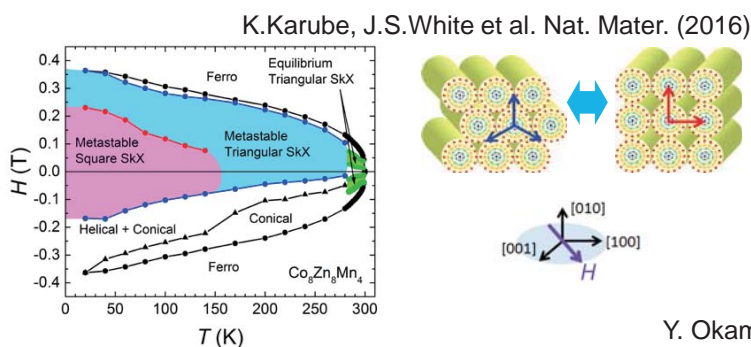 K.Karube, J.S.White et al. Nat. Mater. (2016)
H (T)
0.4
0.3
0.2
0.1
0.0
-0.1
-0.2
-0.3
-0.4
Ferro
Equilibrium
Triangular SkX
Metastable
Square SkX
Metastable
Triangular SkX
Helical + Conical
Conical
Ferro
Co8Zn8Mn4
0 50 100 150 200 250 300
T (K)
[010]
[001]
[100]
H
Y. Okam